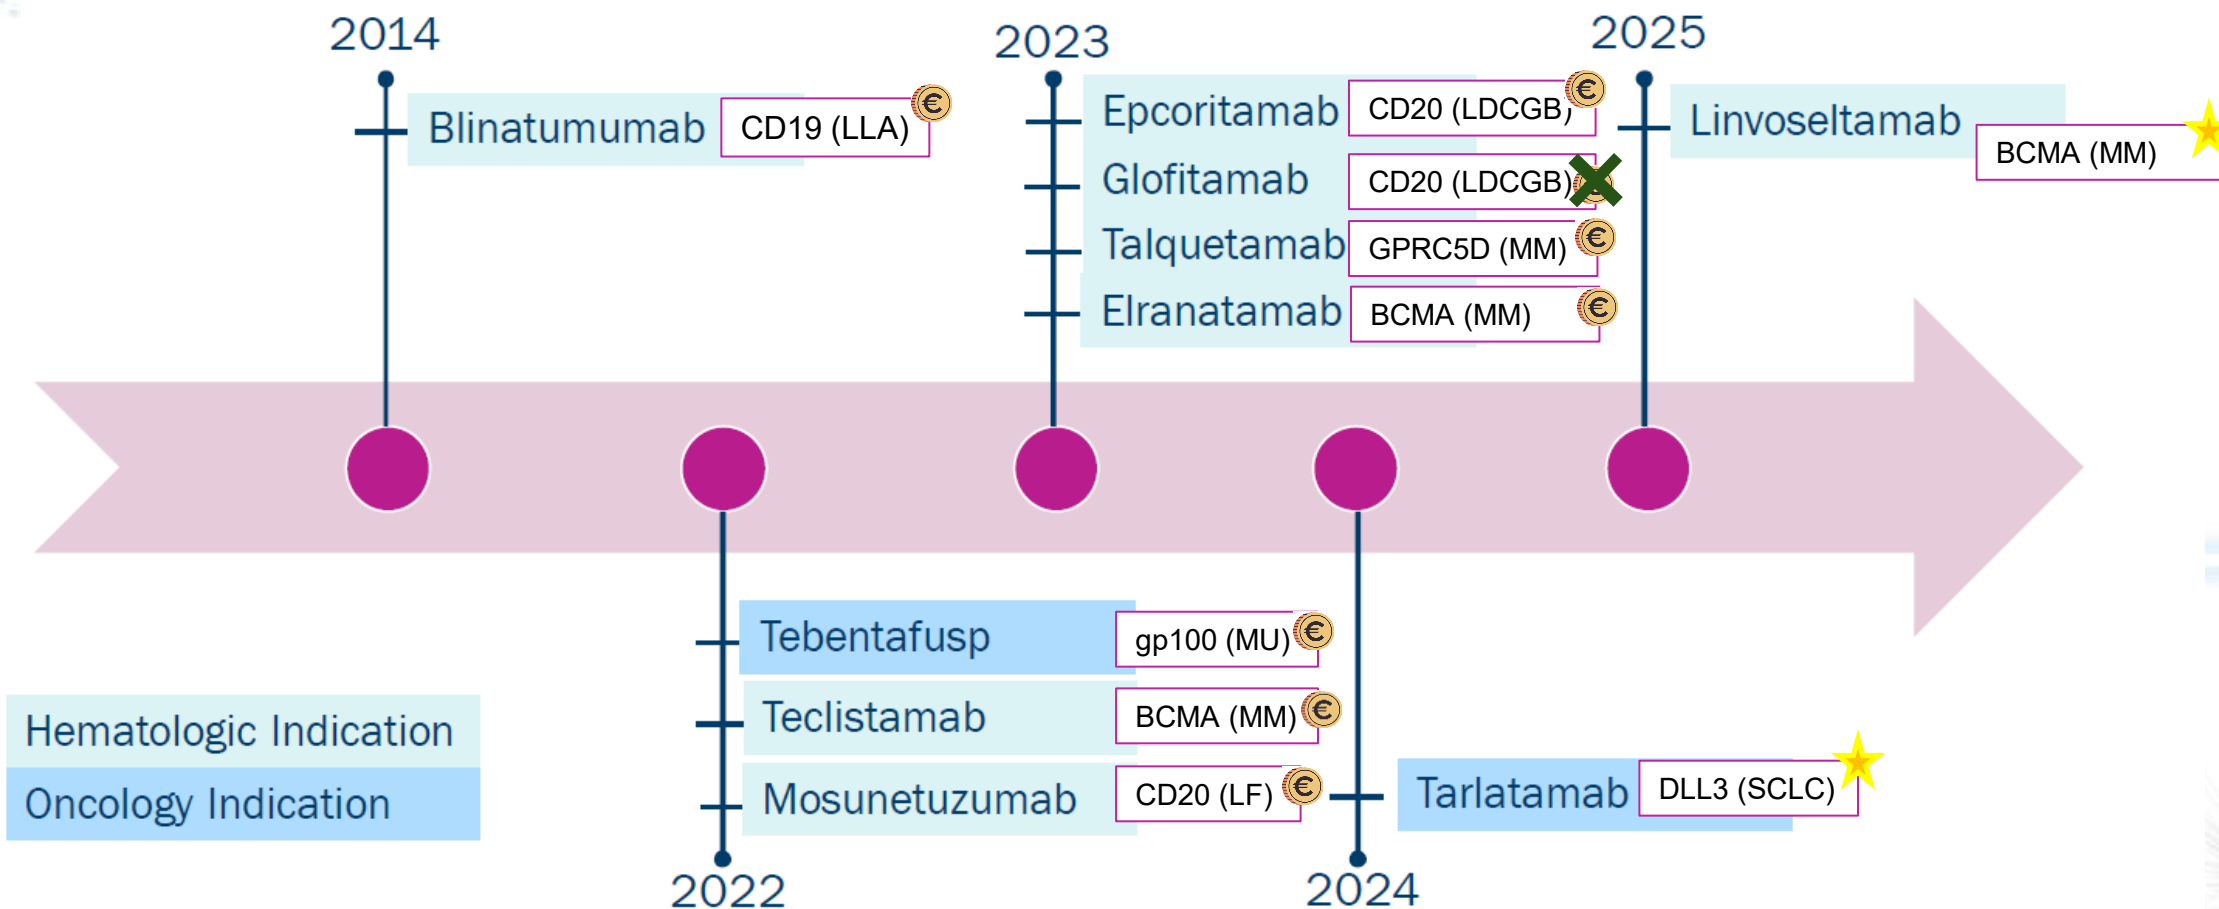 2014
Blinatumumab
CD19 (LLA)
2023
Epcoritamab
CD20 (LDCGB)
Glofitamab
CD20 (LDCGB)
Talquetamab
GPRC5D (MM)
Elranatamab
BCMA (MM)
2025
Linvoseltamab
BCMA (MM)
Tebentafusp
gp100 (MU)
Teclistamab
BCMA (MM)
Mosunetuzumab
CD20 (LF)
2022
Tarlatamab
DLL3 (SCLC)
2024
Hematologic Indication
Oncology Indication